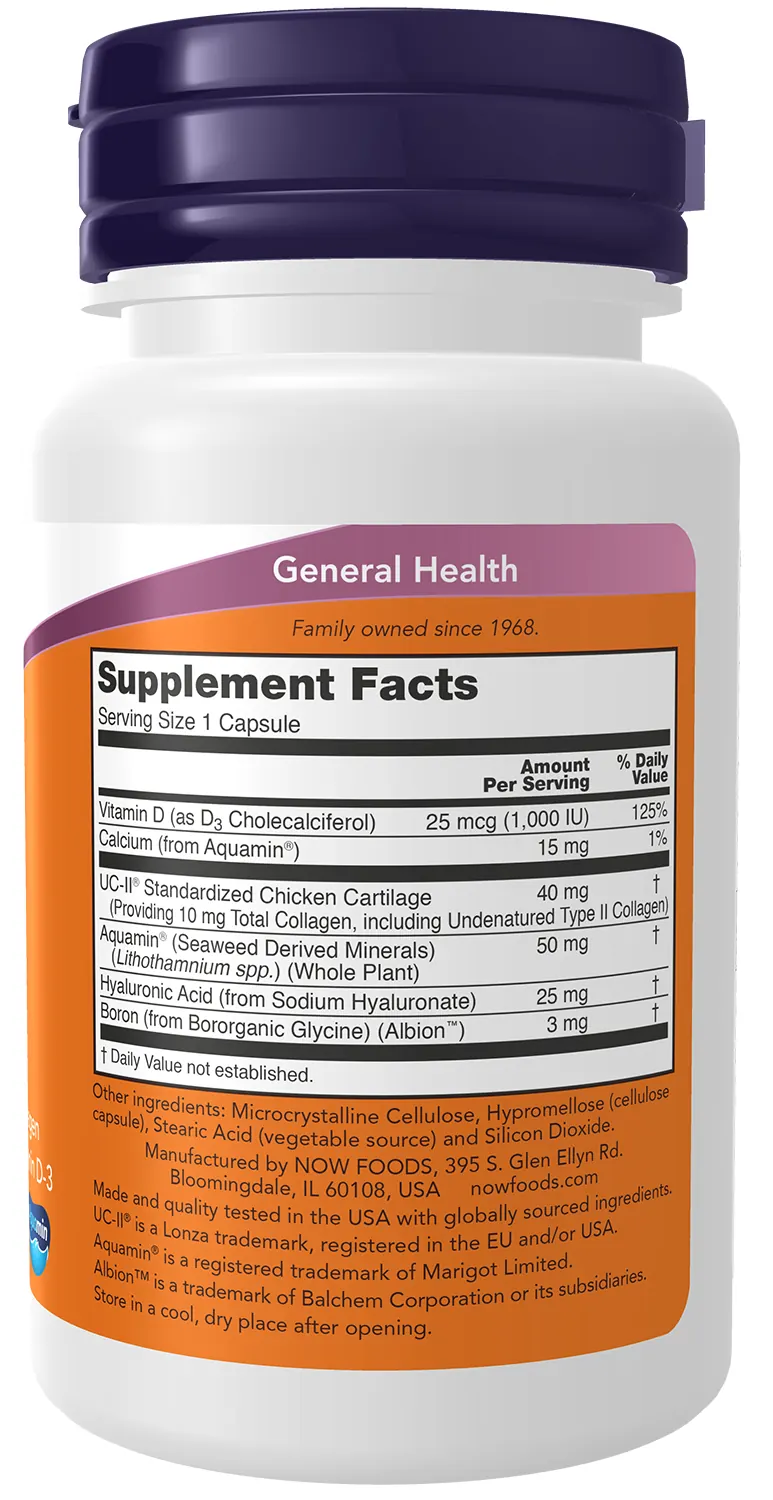 General Health
Family owned since 1968.
Supplement Facts
Serving Size 1 Capsule
Amount Per Serving % Daily Value
Vitamin D (as D3 Cholecalciferol) 25 mcg (1,000 IU) 125%
Calcium (from Aquamin®) 15 mg 1%
UC-II® Standardized Chicken Cartilage 40 mg †
(Providing 10 mg Total Collagen, including Undenatured Type II Collagen)
Aquamin® (Seaweed Derived Minerals) 50 mg †
(Lithothamnium spp.) (Whole Plant)
Hyaluronic Acid (from Sodium Hyaluronate) 25 mg †
Boron (from Bororganic Glycine) (Albion™) 3 mg †
† Daily Value not established.
Other ingredients: Microcrystalline Cellulose, Hypromellose (cellulose
capsule), Stearic Acid (vegetable source) and Silicon Dioxide.
Manufactured by NOW FOODS, 395 S. Glen Ellyn Rd.
Bloomingdale, IL 60108, USA nowfoods.com
Made and quality tested in the USA with globally sourced ingredients.
UC-II® is a Lonza trademark, registered in the EU and/or USA.
Aquamin® is a registered trademark of Marigot Limited.
Albion™ is a trademark of Balchem Corporation or its subsidiaries.
Store in a cool, dry place after opening.
D-3